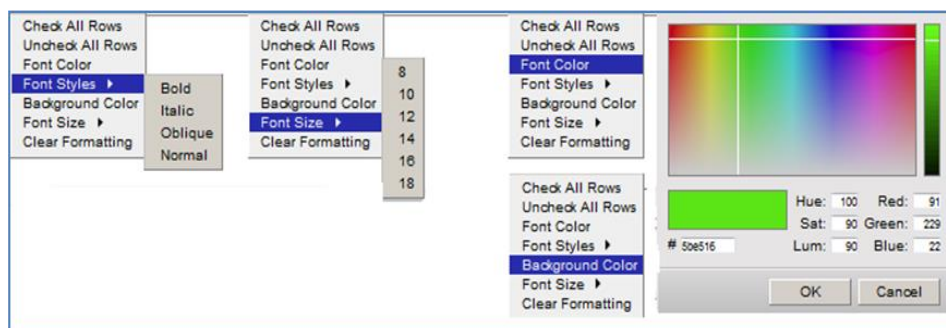 Check All Rows
Uncheck All Rows
Font Color
Font Styles
Background Color
Font Size
Clear Formatting
Bold
Italic
Oblique
Normal
Check All Rows
Uncheck All Rows
Font Color
Font Styles
Background Color
Font Size
Clear Formatting
8
10
12
14
16
18
Check All Rows
Uncheck All Rows
Font Color
Font Styles
Background Color
Font Size
Clear Formatting
Check All Rows
Uncheck All Rows
Font Color
Font Styles
Background Color
Font Size
Clear Formatting
Hue: 100 Red: 91
Sat: 90 Green: 229
# 5be516 Lum: 90 Blue: 22
OK Cancel